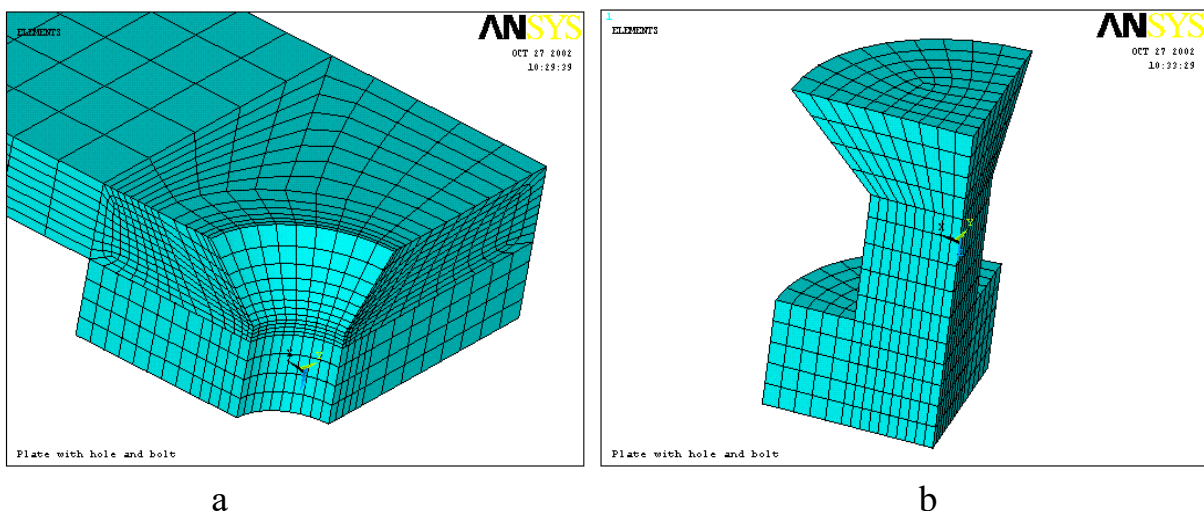 ELEMENTS
ANSYS
OCT 27 2002
10:29:39
X
Y
Plate with hole and bolt
a
1
ELEMENTS
ANSYS
OCT 27 2002
10:33:29
X
Y
Plate with hole and bolt
b